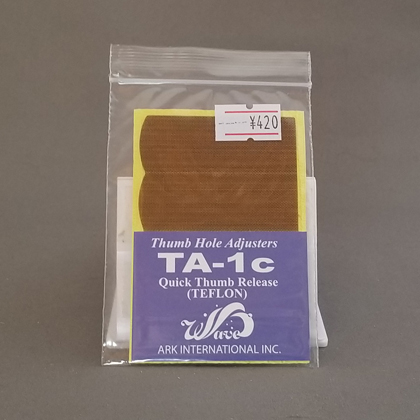 ¥420
Thumb Hole Adjusters
TA-1c
Quick Thumb Release
(TEFLON)
Wave
ARK INTERNATIONAL INC.